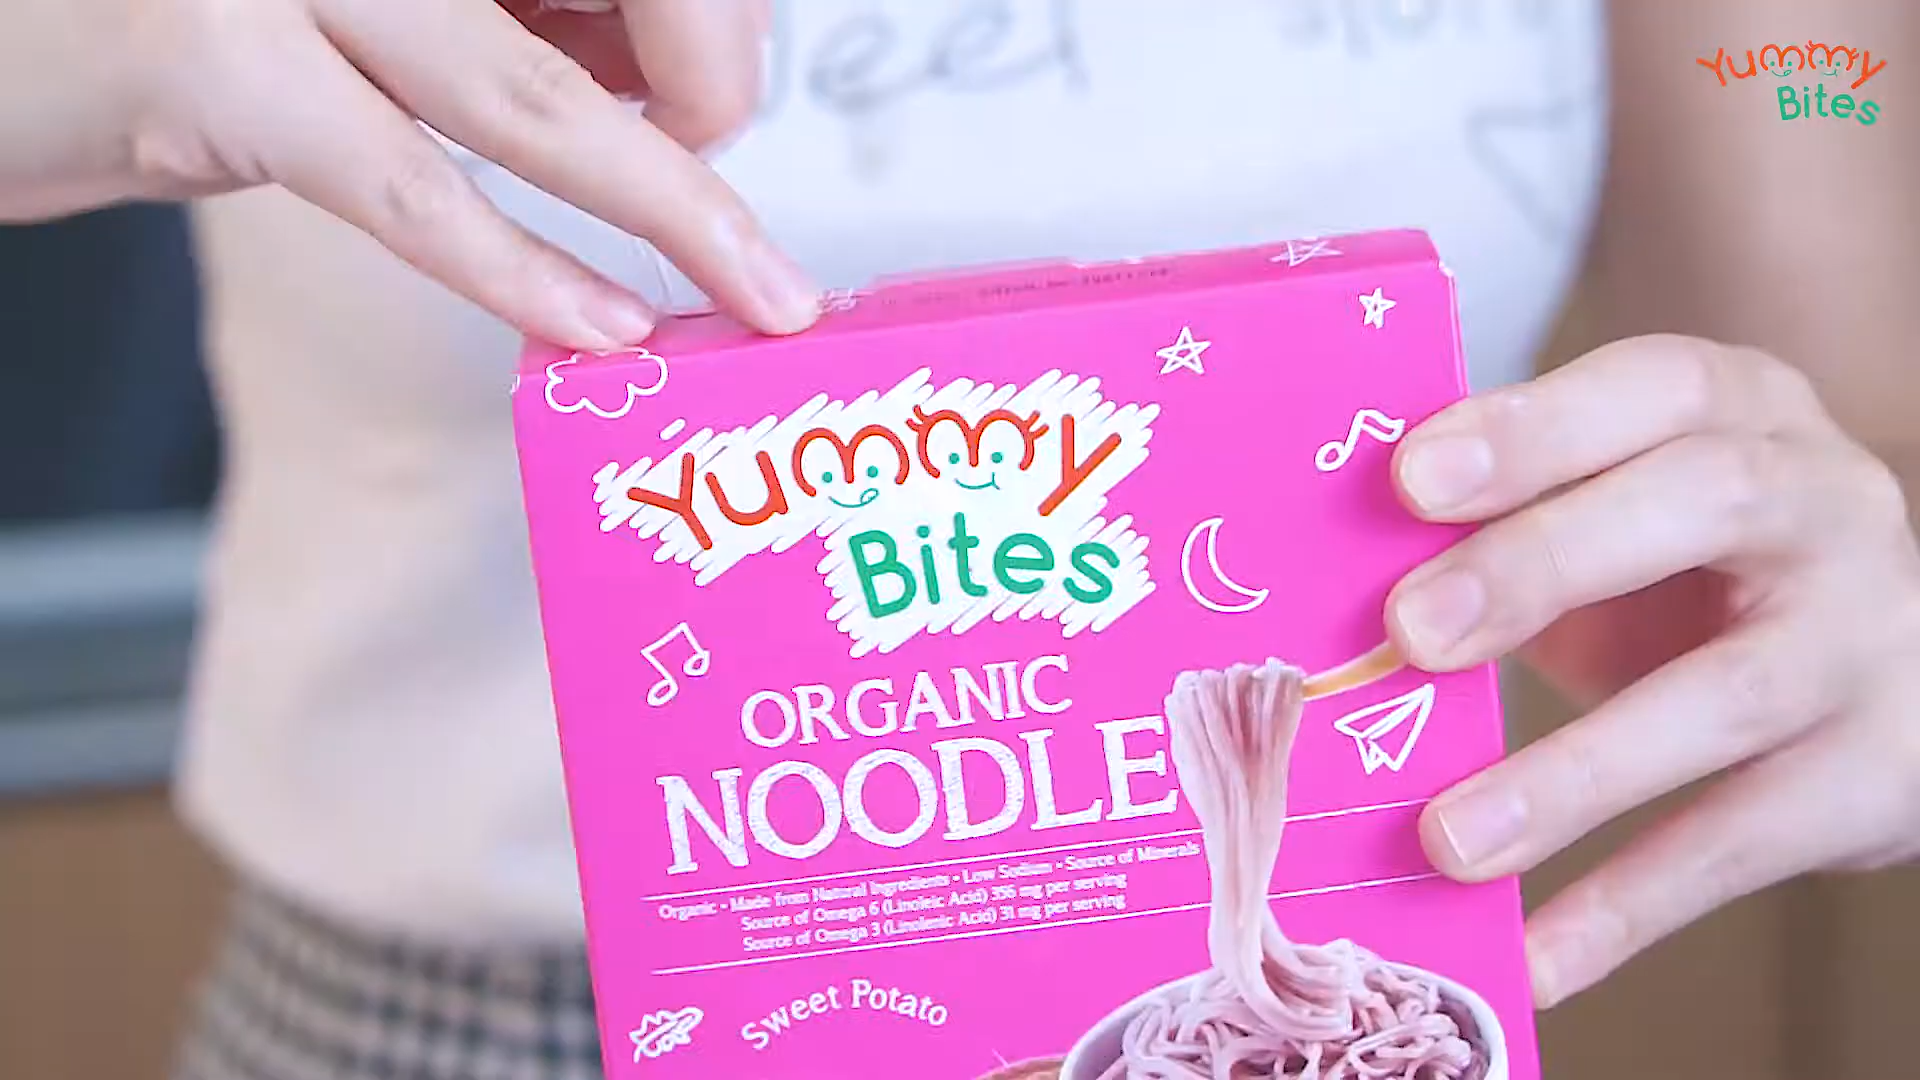 Yummy
Bites
Yummy
Bites
ORGANIC
NOODLE
Organic • Made from Natural Ingredients • Low Sodium • Source of Minerals
Source of Omega 6 (Linoleic Acid) 356 mg per serving
Source of Omega 3 (Linolenic Acid) 31 mg per serving
Sweet Potato